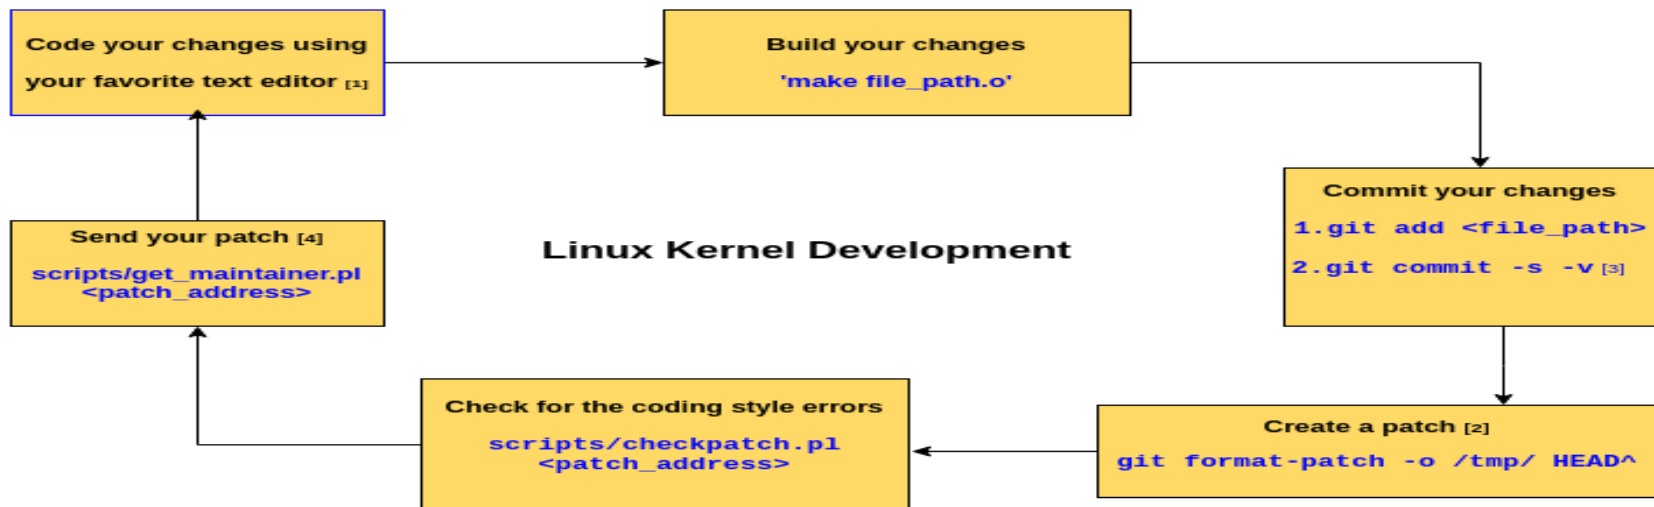 Code your changes using
your favorite text editor [1]
Build your changes
'make file_path.o'
Commit your changes
1.git add <file_path>
2.git commit -s -v [3]
Send your patch [4]
scripts/get_maintainer.pl
<patch_address>
Linux Kernel Development
Check for the coding style errors
scripts/checkpatch.pl
<patch_address>
Create a patch [2]
git format-patch -o /tmp/ HEAD^